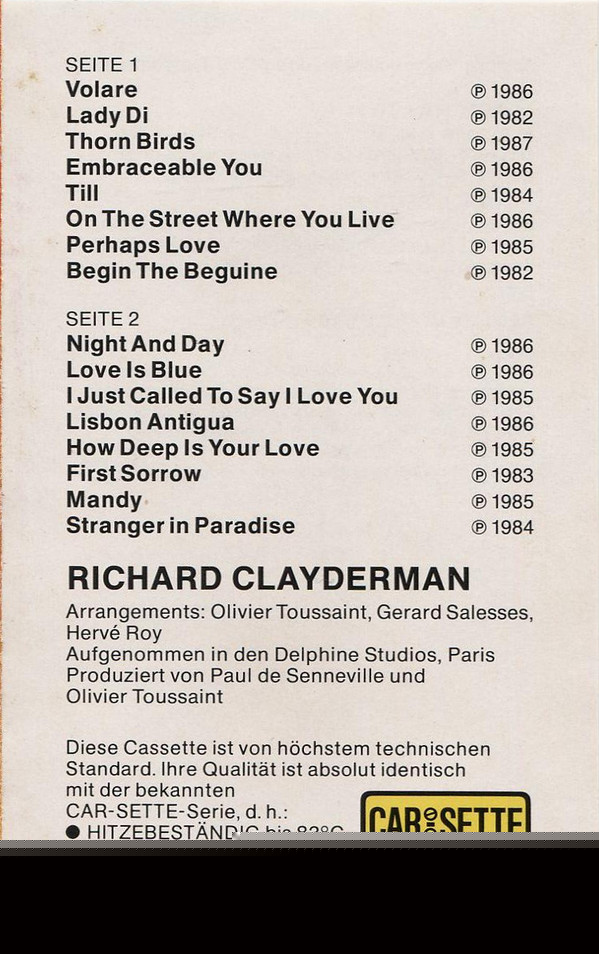 SEITE 1
Volare ℗ 1986
Lady Di ℗ 1982
Thorn Birds ℗ 1987
Embraceable You ℗ 1986
Till ℗ 1984
On The Street Where You Live ℗ 1986
Perhaps Love ℗ 1985
Begin The Beguine ℗ 1982
SEITE 2
Night And Day ℗ 1986
Love Is Blue ℗ 1986
I Just Called To Say I Love You ℗ 1985
Lisbon Antigua ℗ 1986
How Deep Is Your Love ℗ 1985
First Sorrow ℗ 1983
Mandy ℗ 1985
Stranger in Paradise ℗ 1984
RICHARD CLAYDERMAN
Arrangements: Olivier Toussaint, Gerard Salesses,
Hervé Roy
Aufgenommen in den Delphine Studios, Paris
Produziert von Paul de Senneville und
Olivier Toussaint
Diese Cassette ist von höchstem technischen
Standard. Ihre Qualität ist absolut identisch
mit der bekannten
CAR-SETTE-Serie, d. h.:
● HITZEBESTÄNDIG bis
CAR SETTE